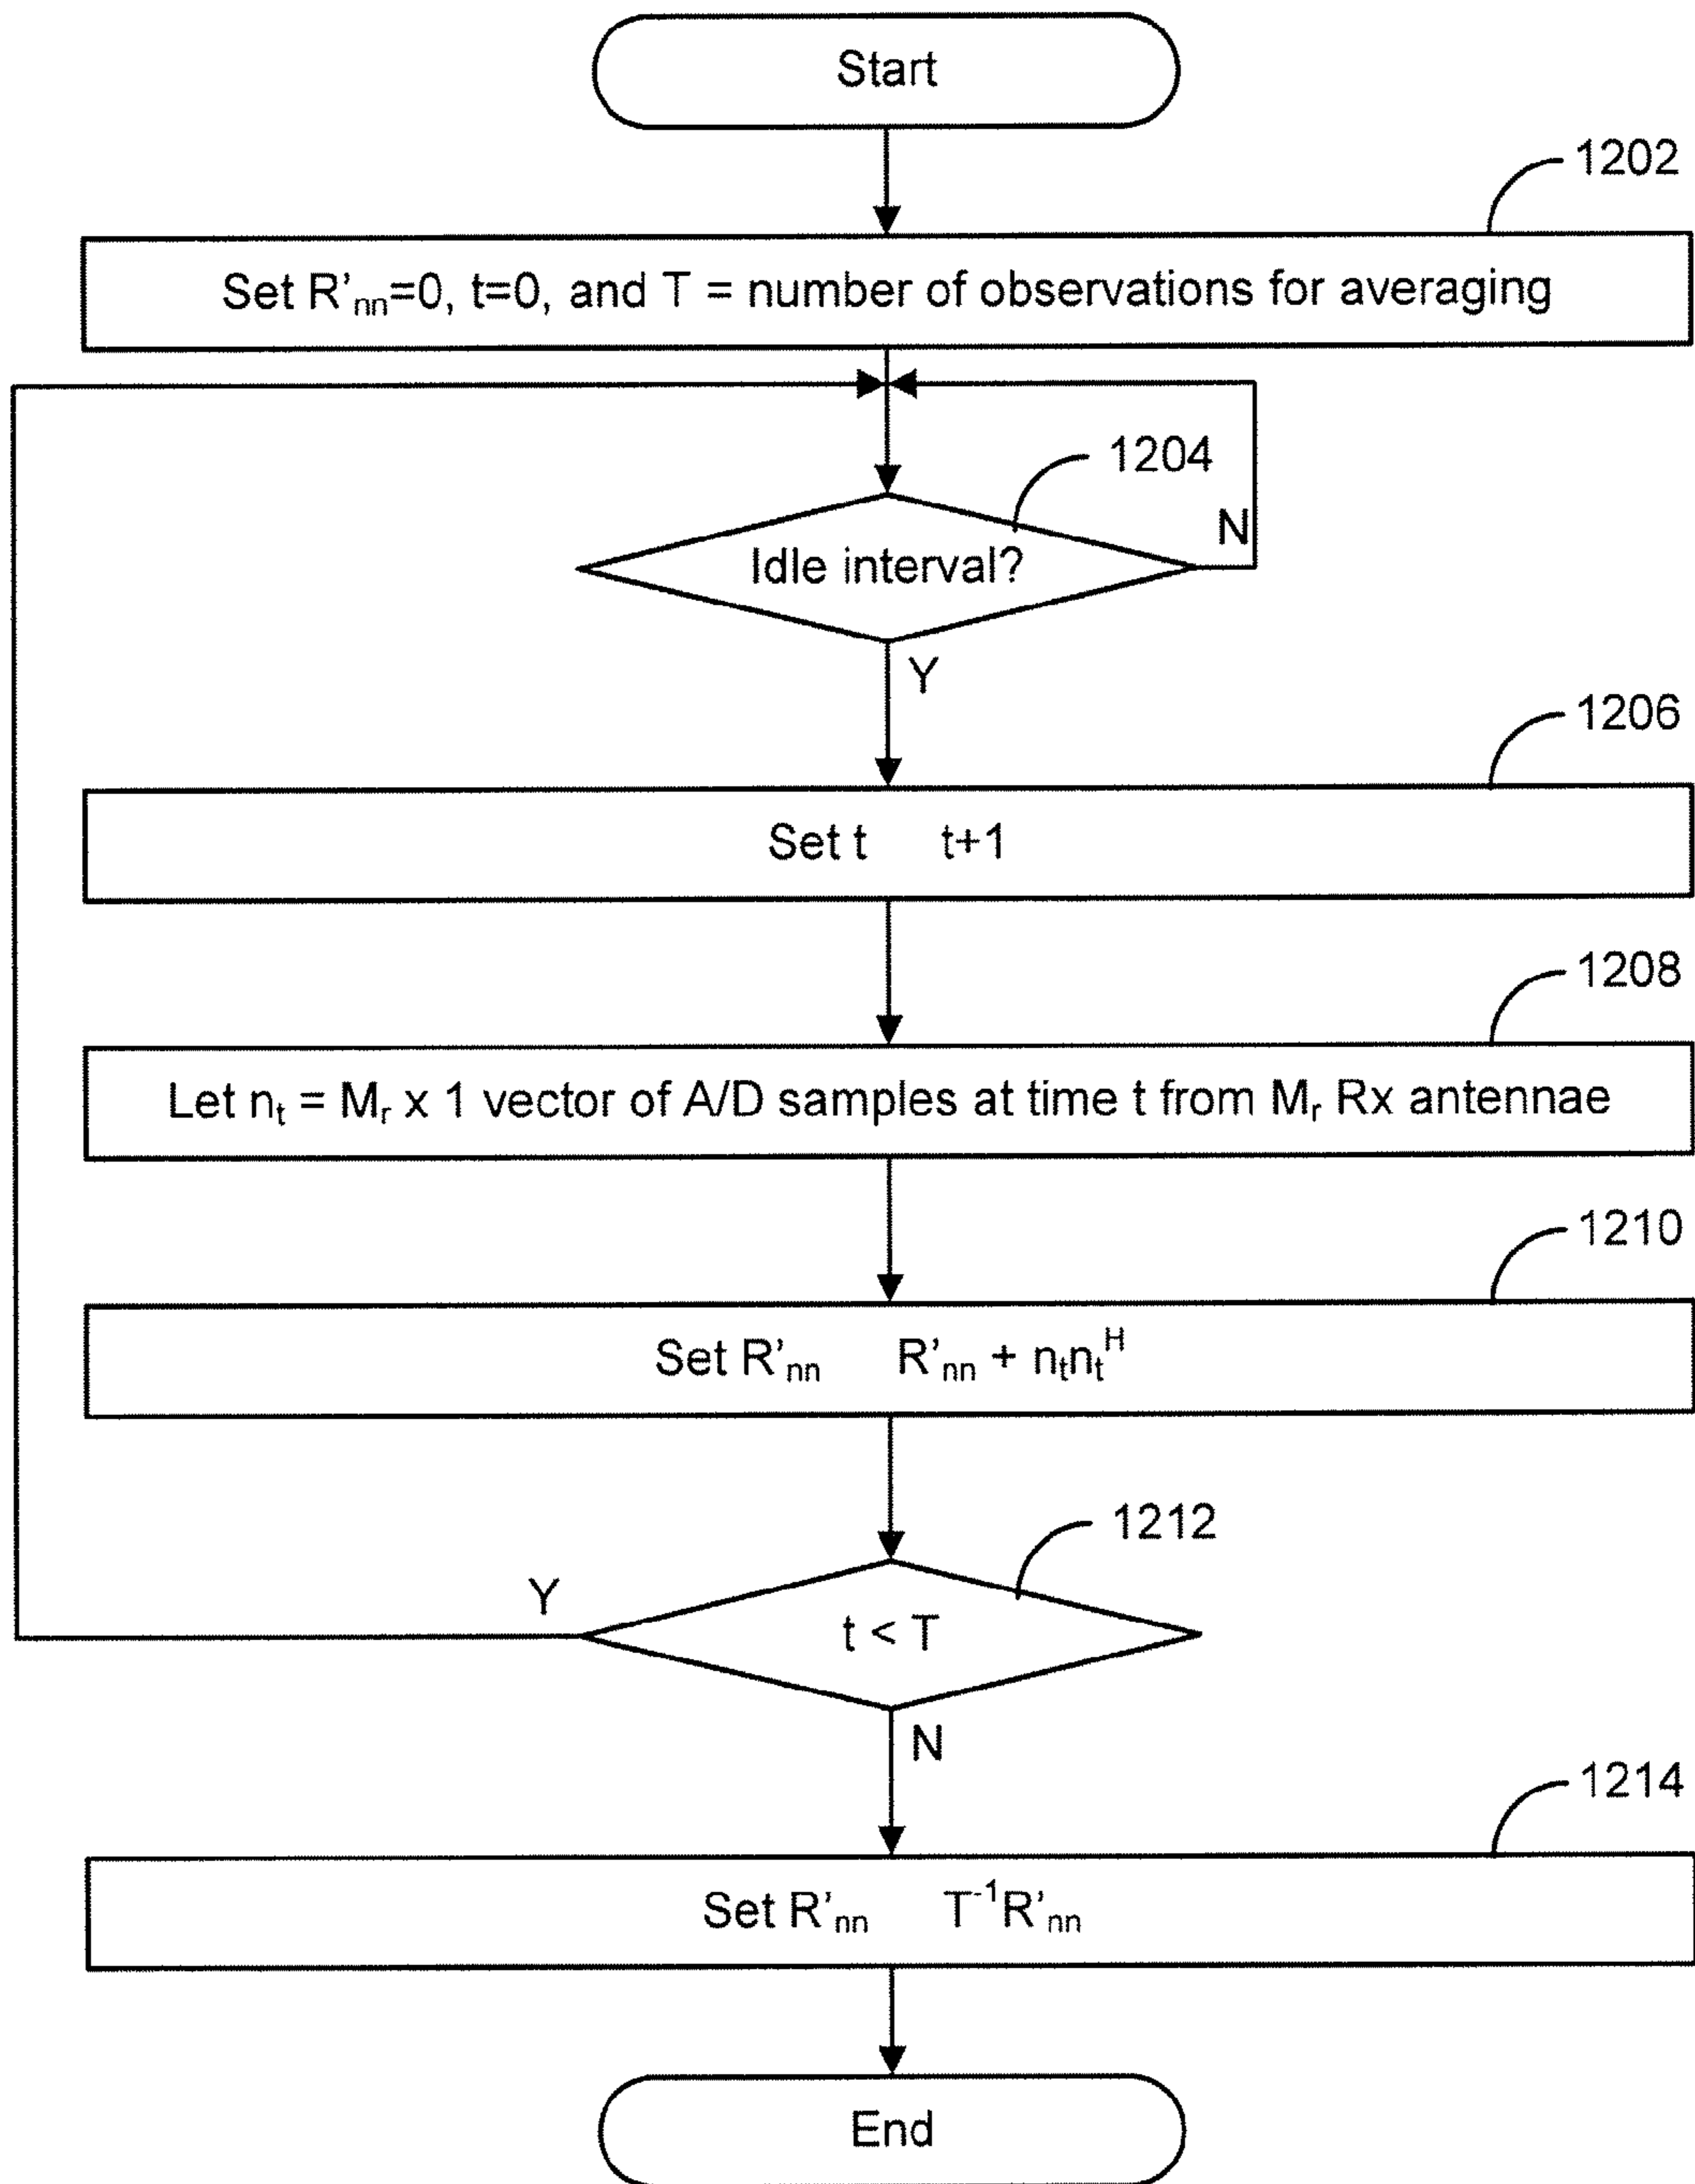 Start
1202
Set R'nn=0, t=0, and T = number of observations for averaging
1204
Idle interval?
N
Y
1206
Set t t+1
1208
Let nt = Mr x 1 vector of A/D samples at time t from Mr Rx antennae
1210
Set R'nn R'nn + ntnt^H
1212
Y
t < T
N
1214
Set R'nn T^-1R'nn
End